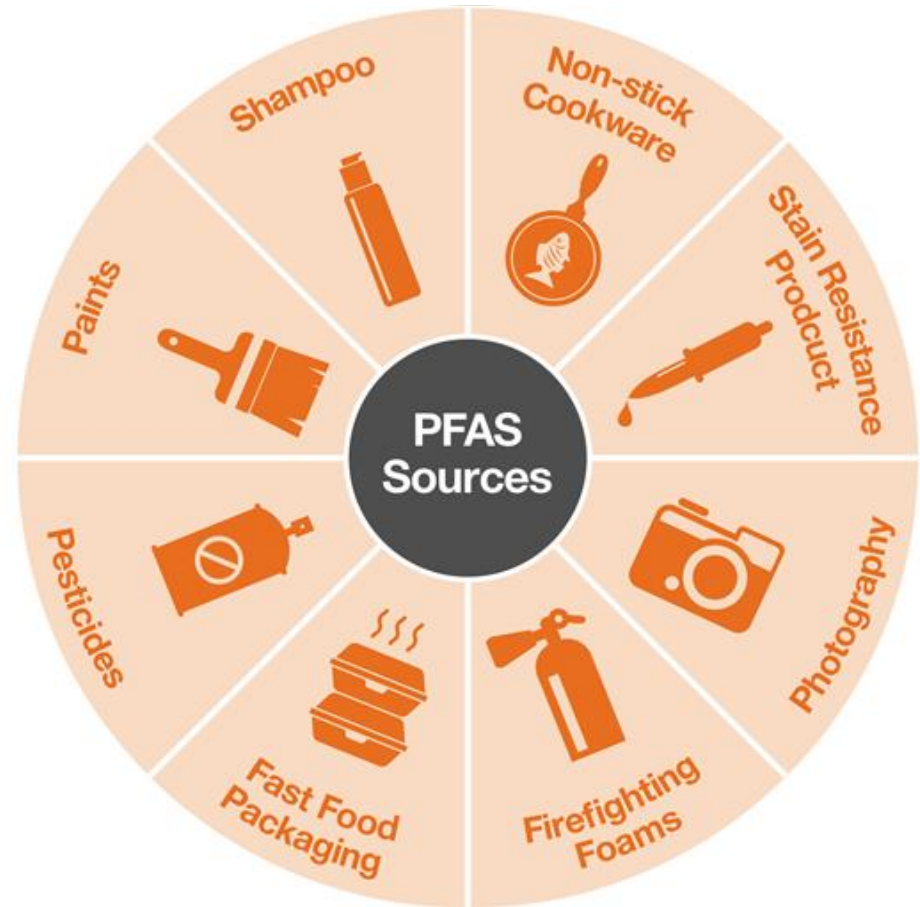 PFAS
Sources
Non-stick
Cookware
Stain Resistance
Prodcuct
Photography
Firefighting
Foams
Fast Food
Packaging
Pesticides
Paints
Shampoo